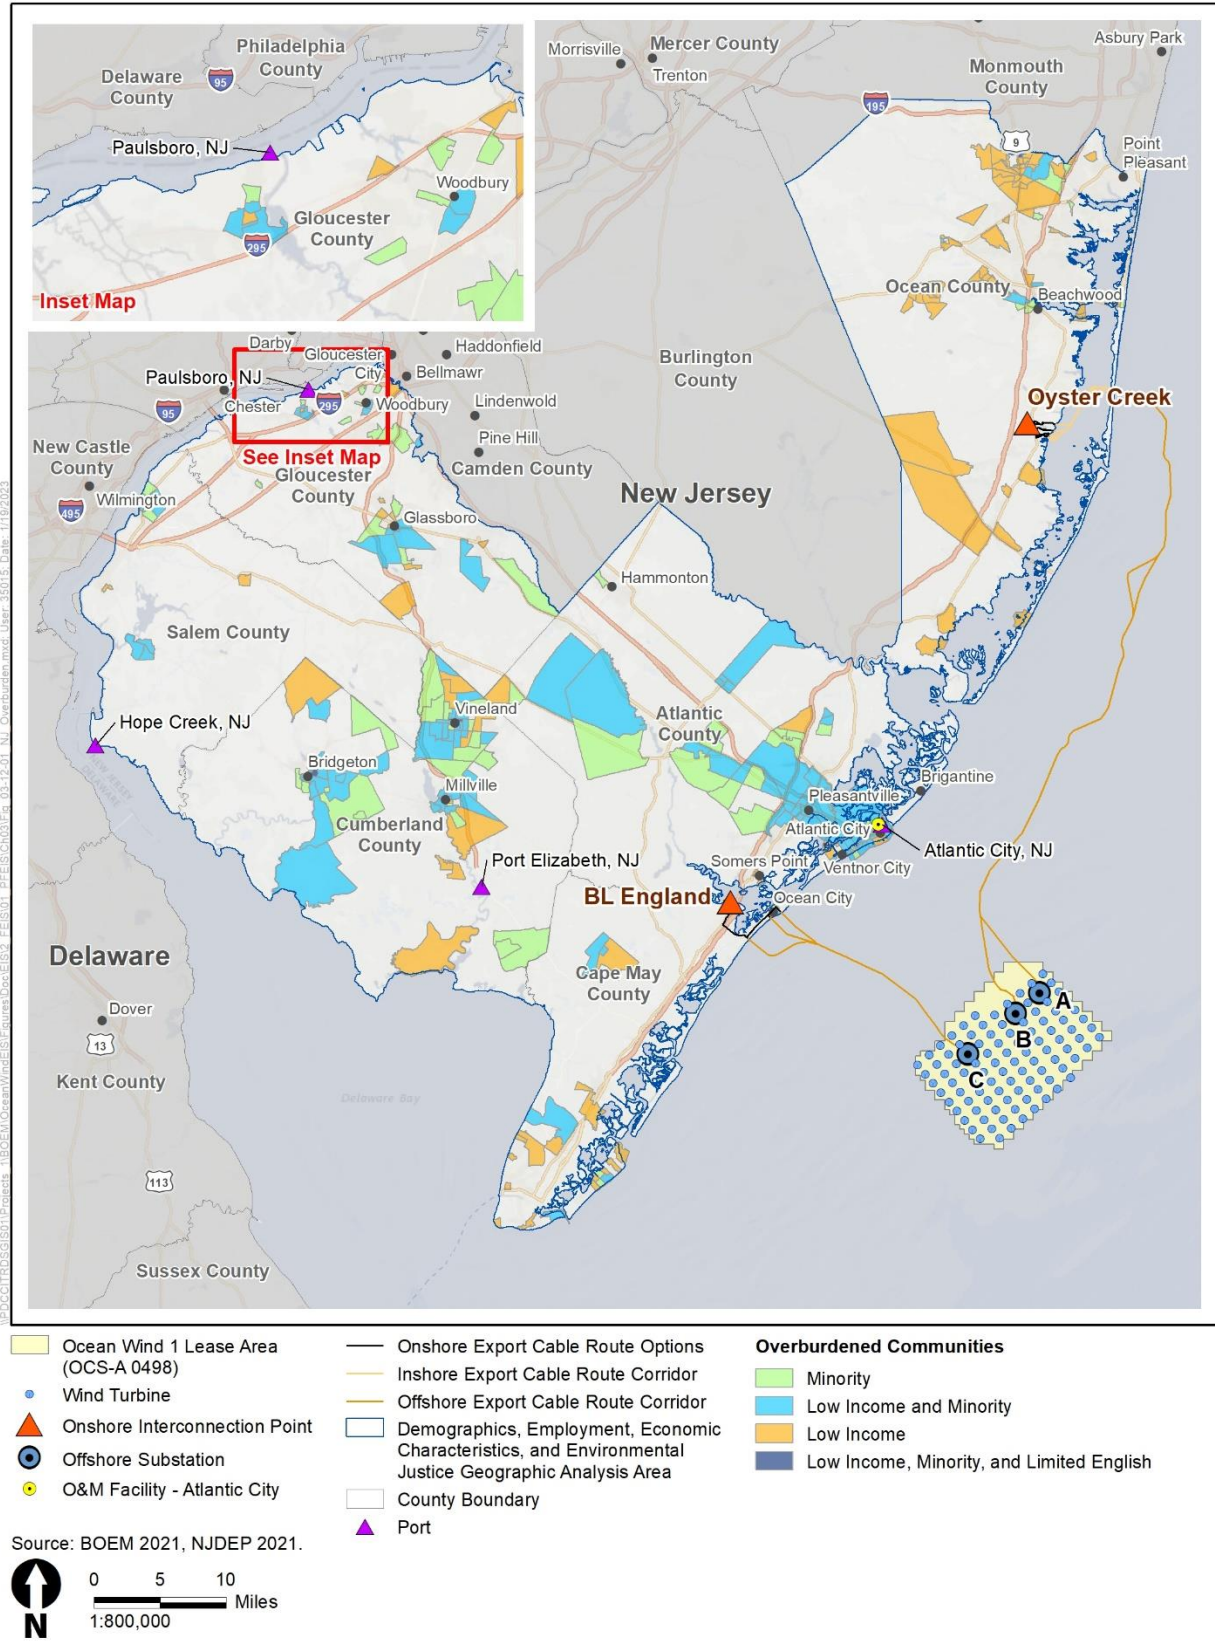 Philadelphia
County
Delaware
County
95
Paulsboro, NJ
Woodbury
Gloucester
County
295
Inset Map
Morrisville
Mercer County
Trenton
Asbury Park
Monmouth
County
195
9
Point
Pleasant
Ocean County
Beachwood
Burlington
County
Oyster Creek
Darby
Gloucester
City
Haddonfield
Bellmawr
Paulsboro, NJ
95
Chester
295
Woodbury
Lindenwold
Pine Hill
See Inset Map
Camden County
New Castle
County
Wilmington
495
Gloucester
County
Glassboro
New Jersey
Hammonton
Salem County
Hope Creek, NJ
Vineland
Atlantic
County
Bridgeton
Millville
Cumberland
County
Brigantine
Pleasantville
Atlantic City
Atlantic City, NJ
Ventnor City
Port Elizabeth, NJ
Somers Point
BL England
Ocean City
Delaware
Dover
13
Kent County
Cape May
County
A
B
C
Delaware Bay
113
Sussex County
Ocean Wind 1 Lease Area
(OCS-A 0498)
Wind Turbine
Onshore Interconnection Point
Offshore Substation
O&M Facility - Atlantic City
Onshore Export Cable Route Options
Inshore Export Cable Route Corridor
Offshore Export Cable Route Corridor
Demographics, Employment, Economic
Characteristics, and Environmental
Justice Geographic Analysis Area
County Boundary
Port
Overburdened Communities
Minority
Low Income and Minority
Low Income
Low Income, Minority, and Limited English
Source: BOEM 2021, NJDEP 2021.
N
0 5 10
Miles
1:800,000